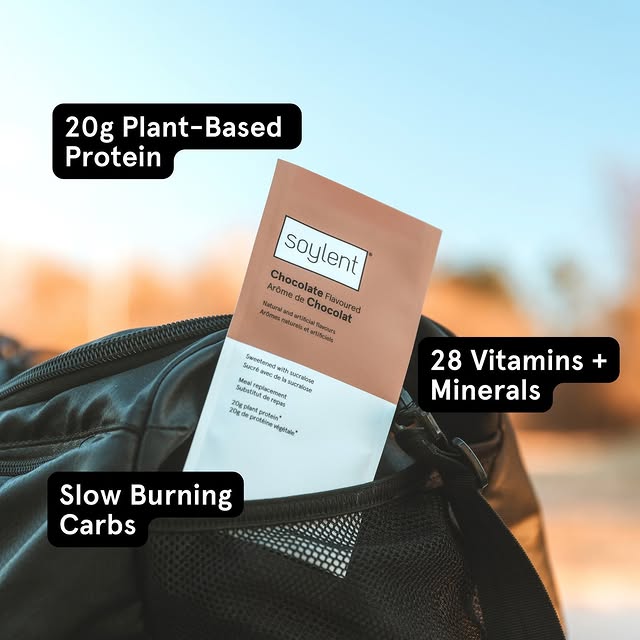 20g Plant-Based
Protein
soylent®
Chocolate Flavoured
Arôme de Chocolat
Natural and artificial flavours
Arômes naturels et artificiels
28 Vitamins +
Minerals
Sweetened with sucralose
Sucré avec de la sucralose
Meal replacement
Substitut de repas
20g plant protein*
20g de protéine végétale*
Slow Burning
Carbs